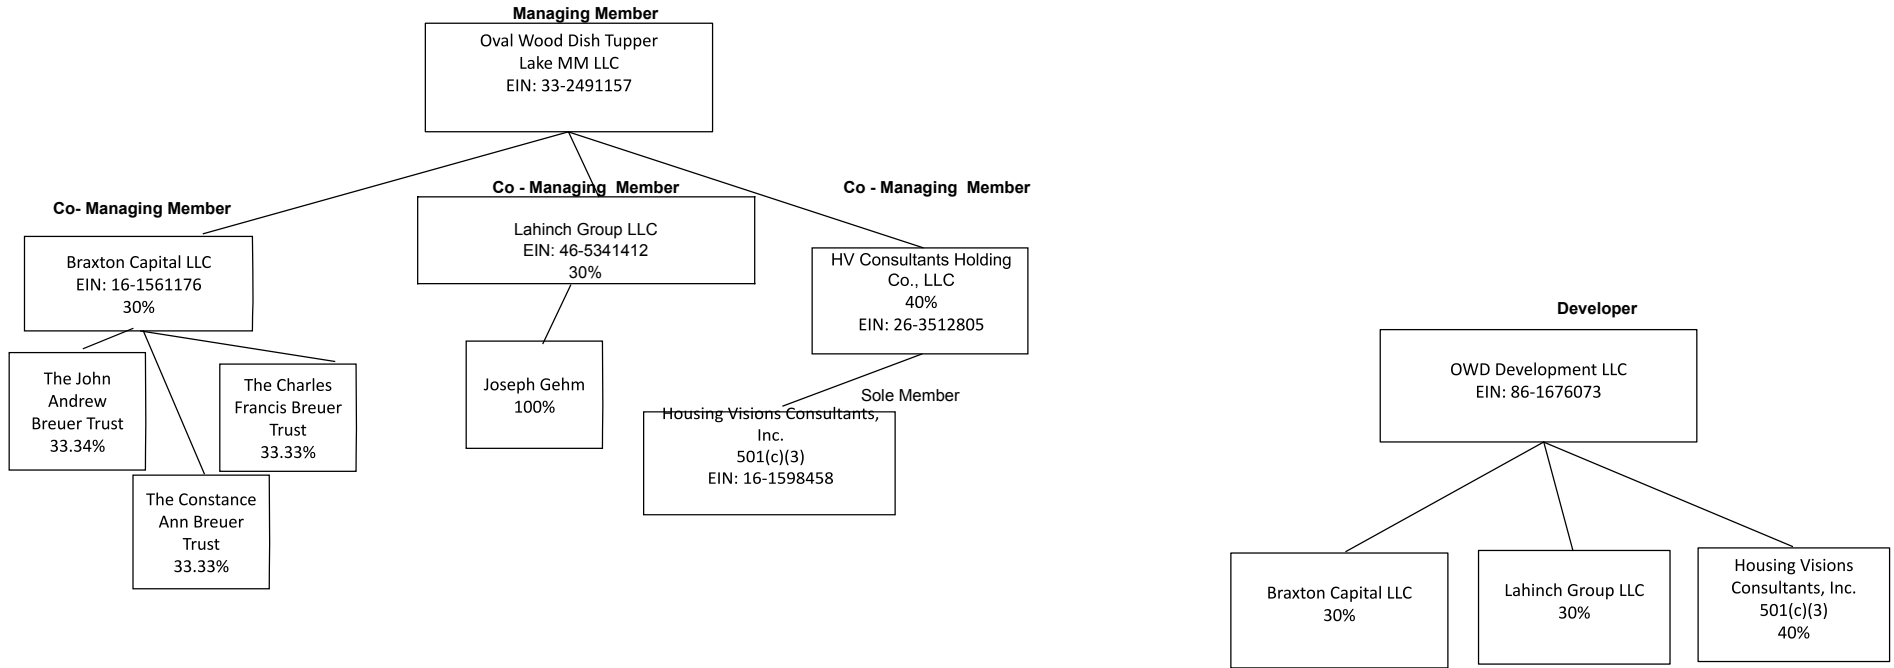 Managing Member
Oval Wood Dish Tupper
Lake MM LLC
EIN: 33-2491157
Co- Managing Member
Braxton Capital LLC
EIN: 16-1561176
30%
The John
Andrew
Breuer Trust
33.34%
The Constance
Ann Breuer
Trust
33.33%
The Charles
Francis Breuer
Trust
33.33%
Co - Managing  Member
Lahinch Group LLC
EIN: 46-5341412
30%
Joseph Gehm
100%
Co - Managing  Member
HV Consultants Holding
Co., LLC
40%
EIN: 26-3512805
Sole Member
Housing Visions Consultants,
Inc.
501(c)(3)
EIN: 16-1598458
Developer
OWD Development LLC
EIN: 86-1676073
Braxton Capital LLC
30%
Lahinch Group LLC
30%
Housing Visions
Consultants, Inc.
501(c)(3)
40%